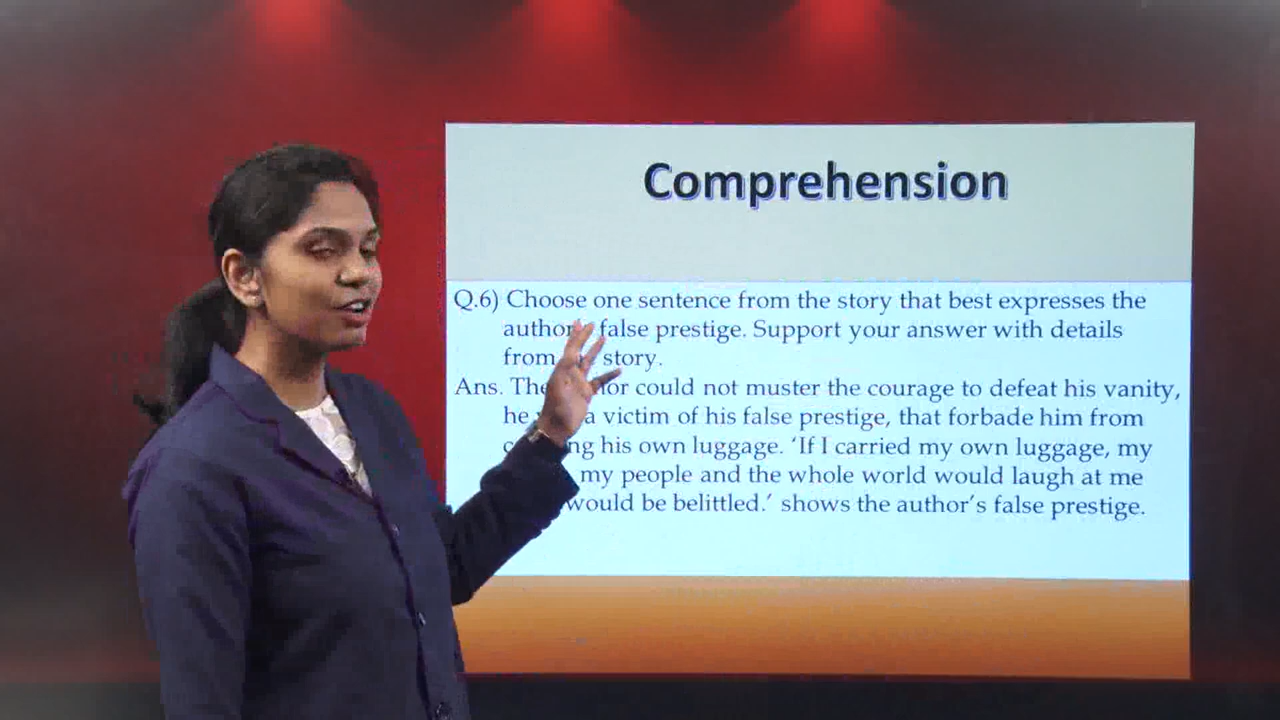 Comprehension
Q.6) Choose one sentence from the story that best expresses the
false prestige. Support your answer with details
from story.
Ans. could not muster the courage to defeat his vanity,
he a victim of his false prestige, that forbade him from
his own luggage. ‘If I carried my own luggage, my
my people and the whole world would laugh at me
would be belittled.’ shows the author’s false prestige.